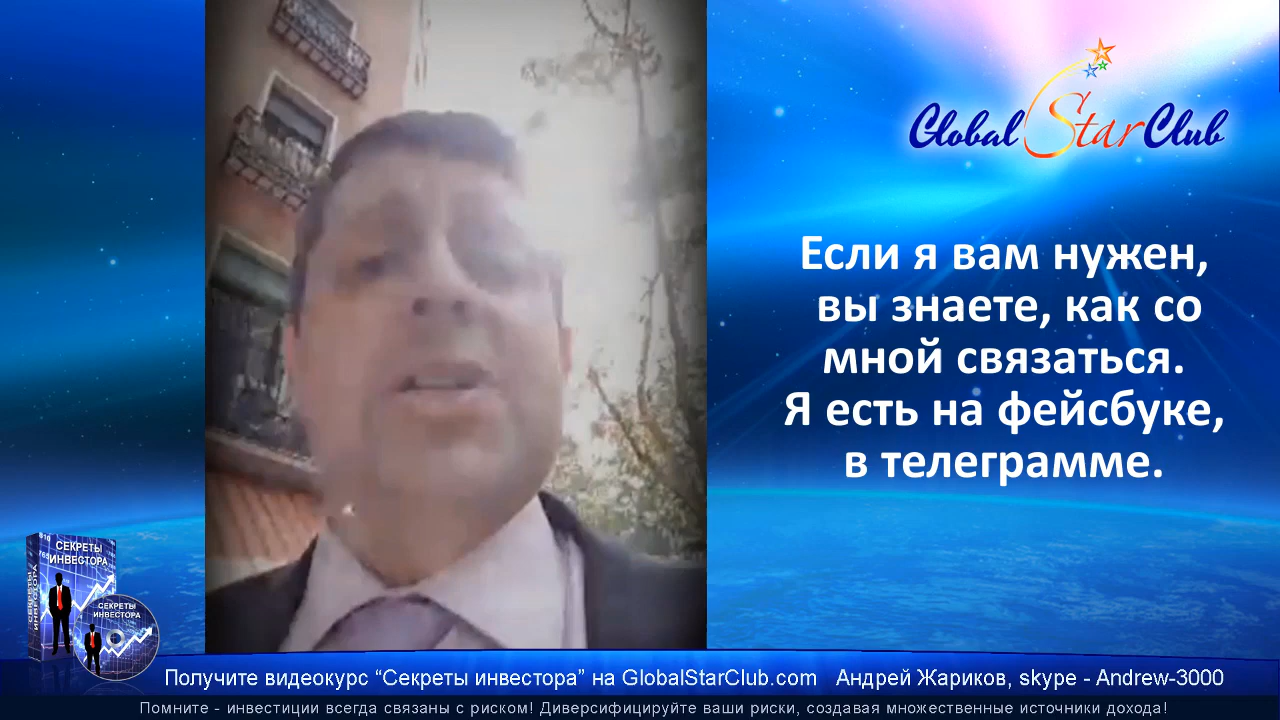 Global Star Club
Если я вам нужен,
вы знаете, как со
мной связаться.
Я есть на фейсбуке,
в телеграмме.
СЕКРЕТЫ
ИНВЕСТОРА
СЕКРЕТЫ
ИНВЕСТОРА
СЕКРЕТЫ
ИНВЕСТОРА
Получите видеокурс “Секреты инвестора” на GlobalStarClub.com Андрей Жариков, skype - Andrew-3000
Помните - инвестиции всегда связаны с риском! Диверсифицируйте ваши риски, создавая множественные источники дохода!